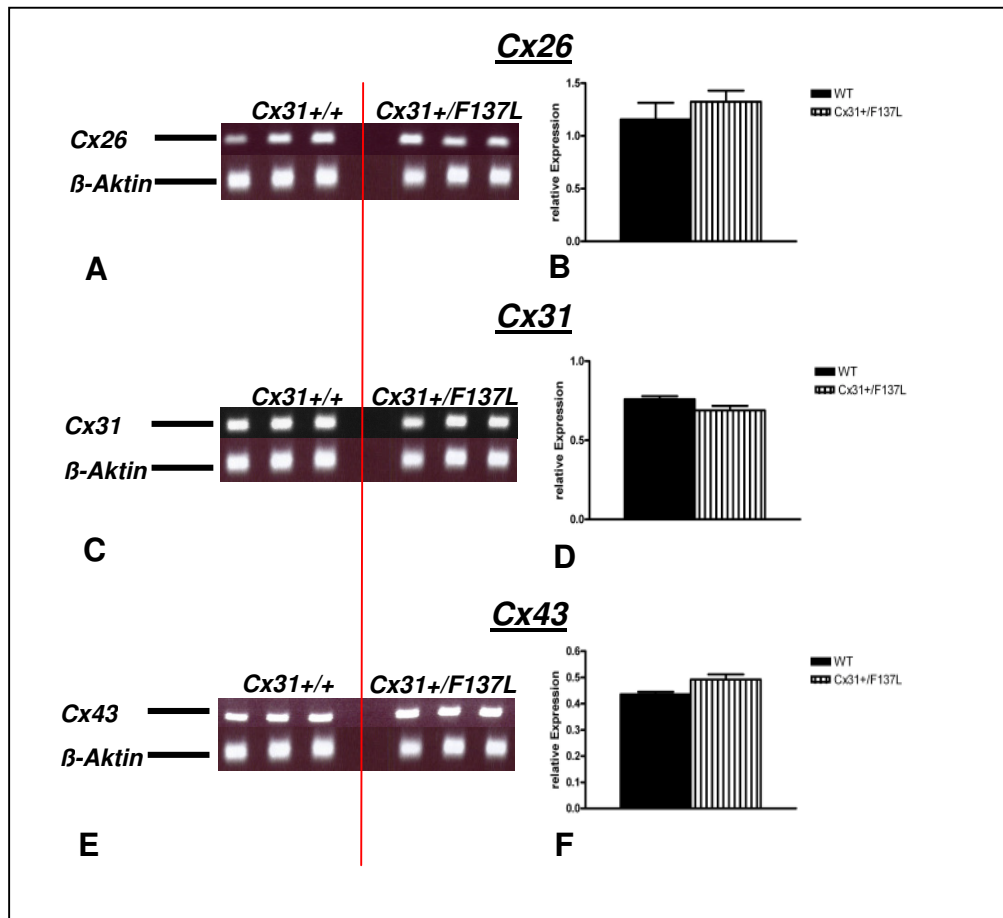 Cx26
Cx31+/+ Cx31+/F137L
Cx26
ß-Aktin
A
1.5
1.0
0.5
0.0
relative Expression
WT
Cx31+/F137L
B
Cx31
Cx31+/+ Cx31+/F137L
Cx31
ß-Aktin
C
1.0
0.5
0.0
relative Expression
WT
Cx31+/F137L
D
Cx43
Cx31+/+ Cx31+/F137L
Cx43
ß-Aktin
E
0.6
0.5
0.4
0.3
0.2
0.1
0.0
relative Expression
WT
Cx31+/F137L
F